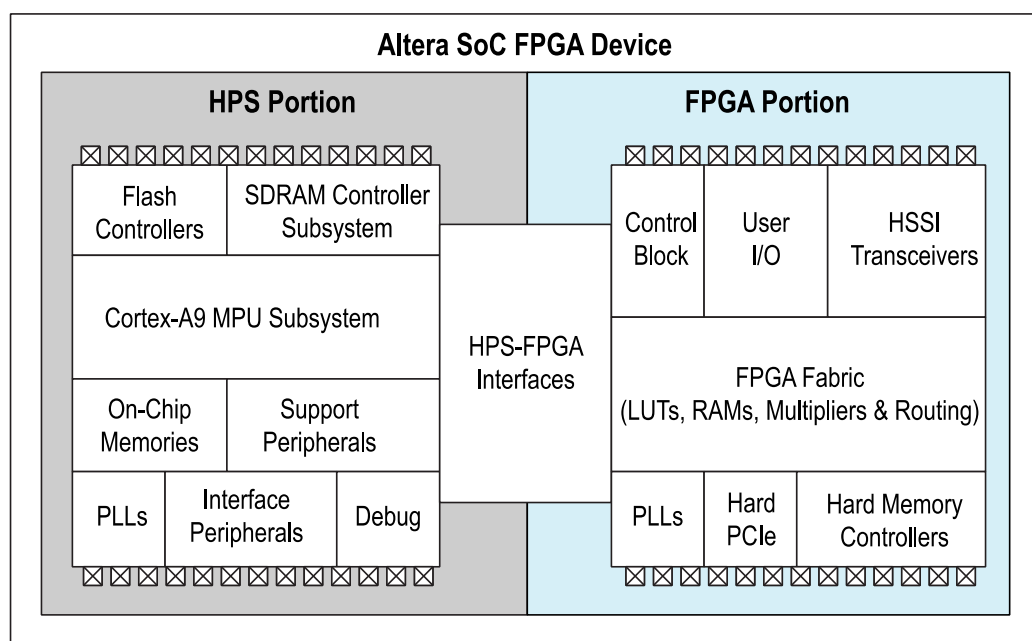 Altera SoC FPGA Device
HPS Portion
FPGA Portion
Flash
Controllers
SDRAM Controller
Subsystem
Cortex-A9 MPU Subsystem
On-Chip
Memories
Support
Peripherals
PLLs
Interface
Peripherals
Debug
HPS-FPGA
Interfaces
Control
Block
User
I/O
HSSI
Transceivers
FPGA Fabric
(LUTs, RAMs, Multipliers & Routing)
PLLs
Hard
PCIe
Hard Memory
Controllers